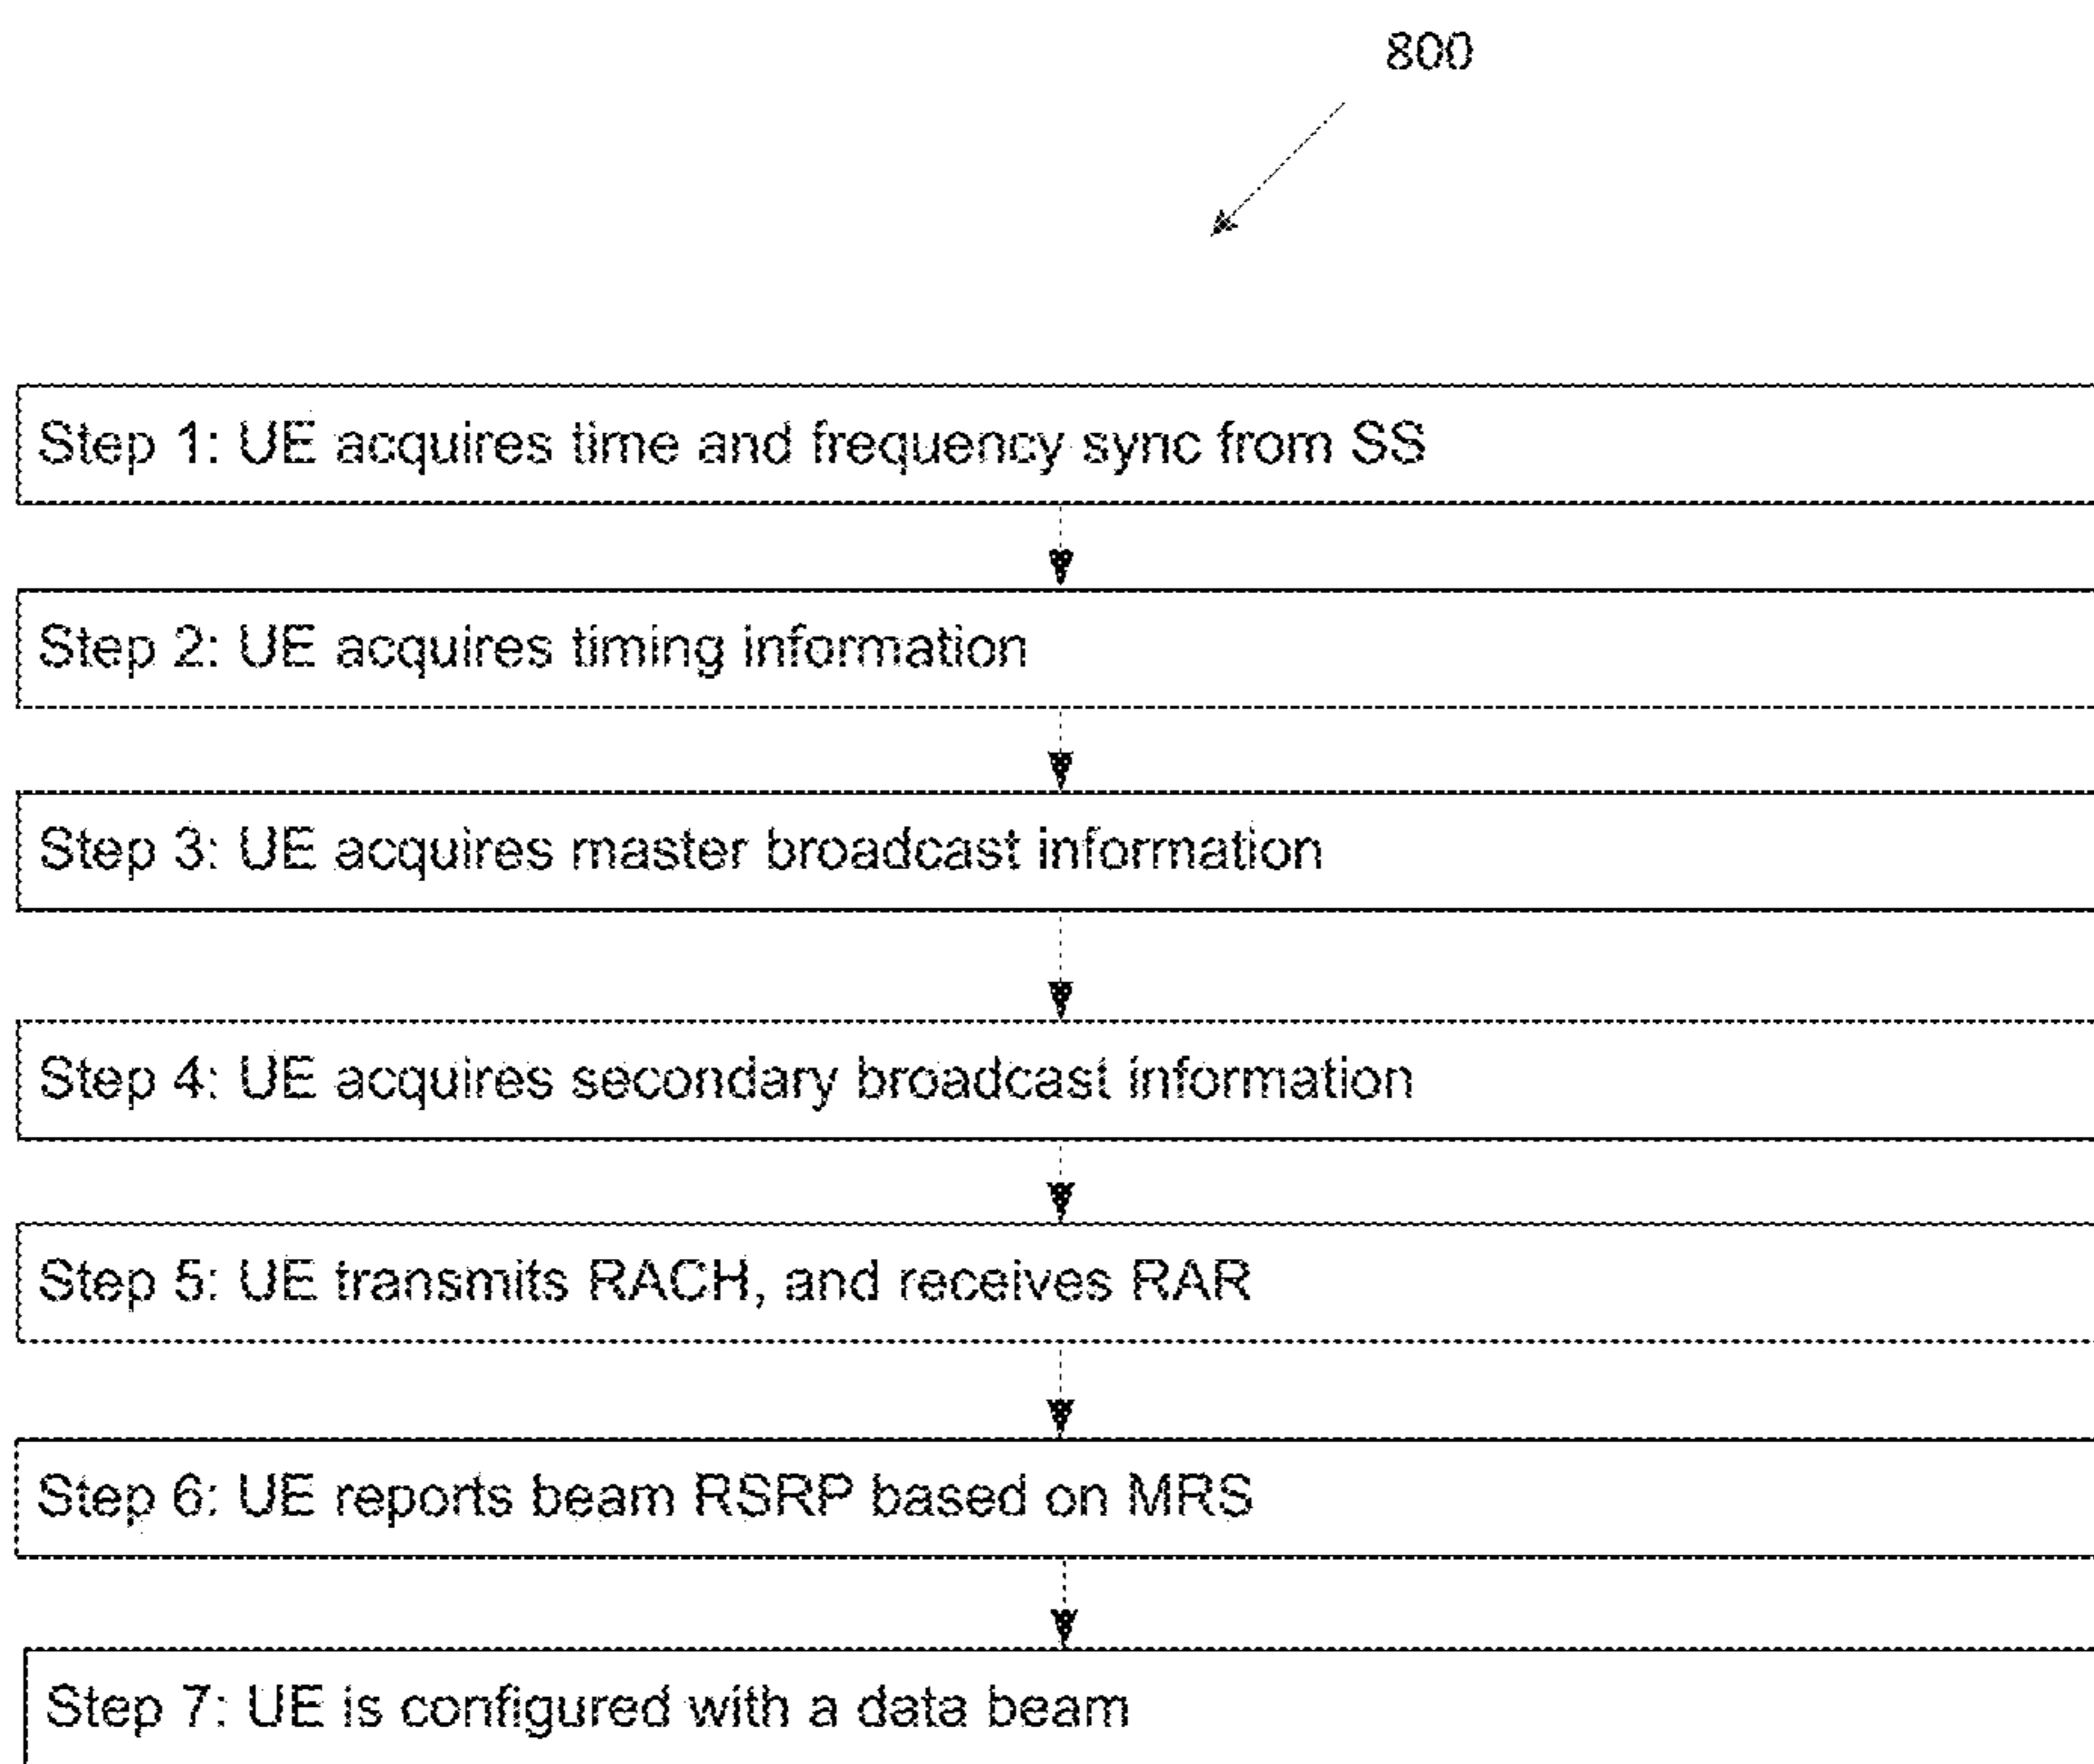 800
Step 1: UE acquires time and frequency sync from SS
Step 2: UE acquires timing information
Step 3: UE acquires master broadcast information
Step 4: UE acquires secondary broadcast information
Step 5: UE transmits RACH, and receives RAR
Step 6: UE reports beam RSRP based on MRS
Step 7: UE is configured with a data beam